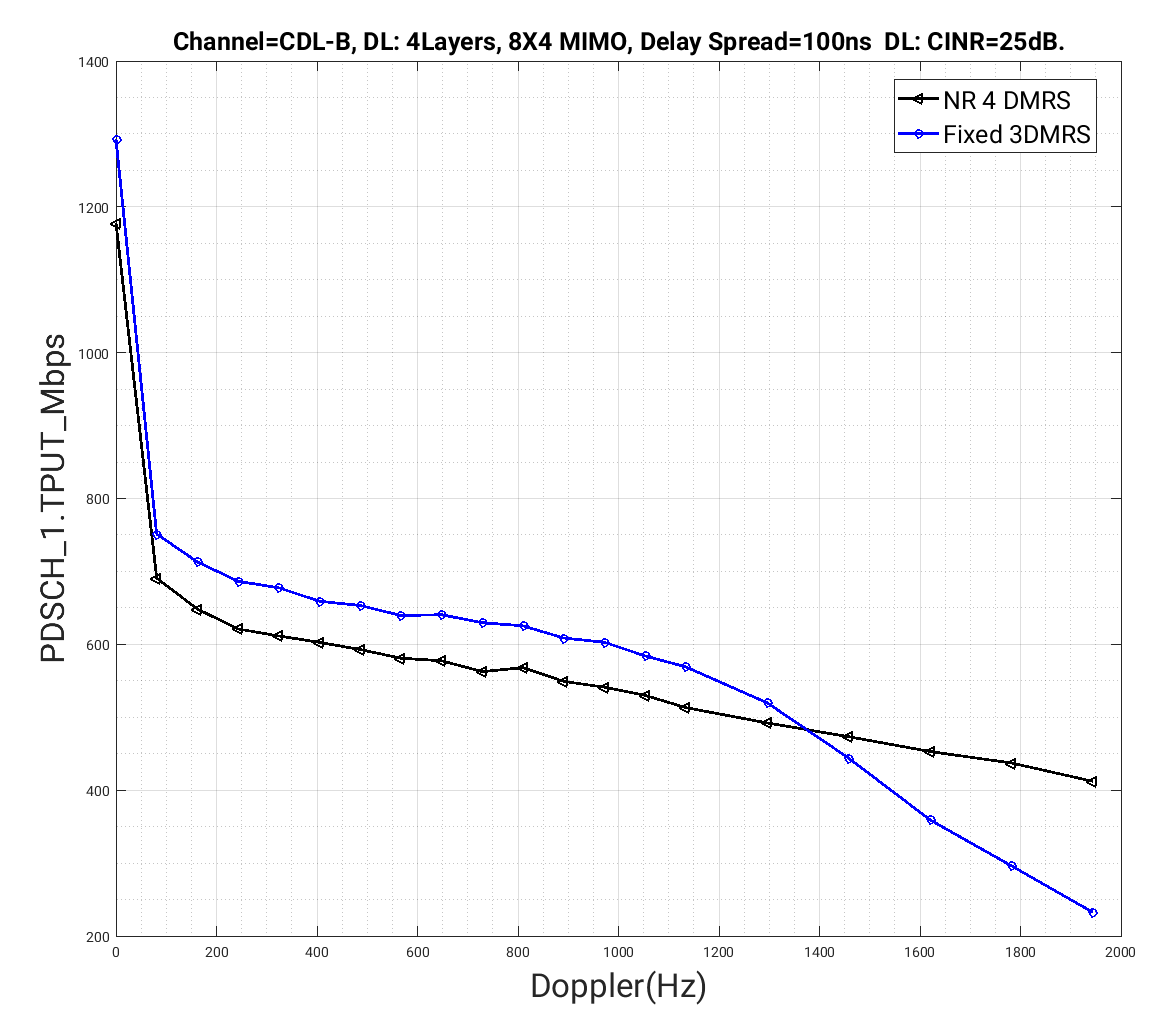 Channel=CDL-B, DL: 4Layers, 8X4 MIMO, Delay Spread=100ns  DL: CINR=25dB.
1400
1200
1000
800
600
400
200
PDSCH_1.TPUT_Mbps
NR 4 DMRS
Fixed 3DMRS
0 200 400 600 800 1000 1200 1400 1600 1800 2000
Doppler(Hz)